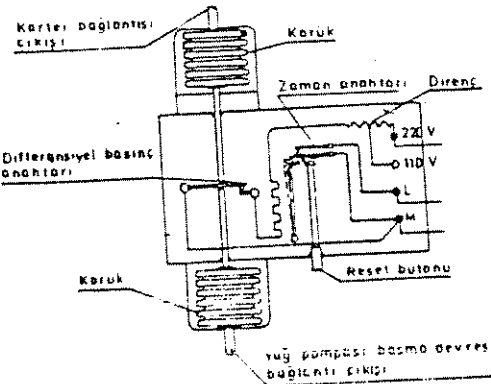 Karter bağlantısı
çıkışı
Körük
Zaman anahtarı
Direnç
220 V
110 V
Differansiyel basınç
anahtarı
L
M
Körük
Reset butonu
Yağ pompası basma devresi
bağlantı çıkışı